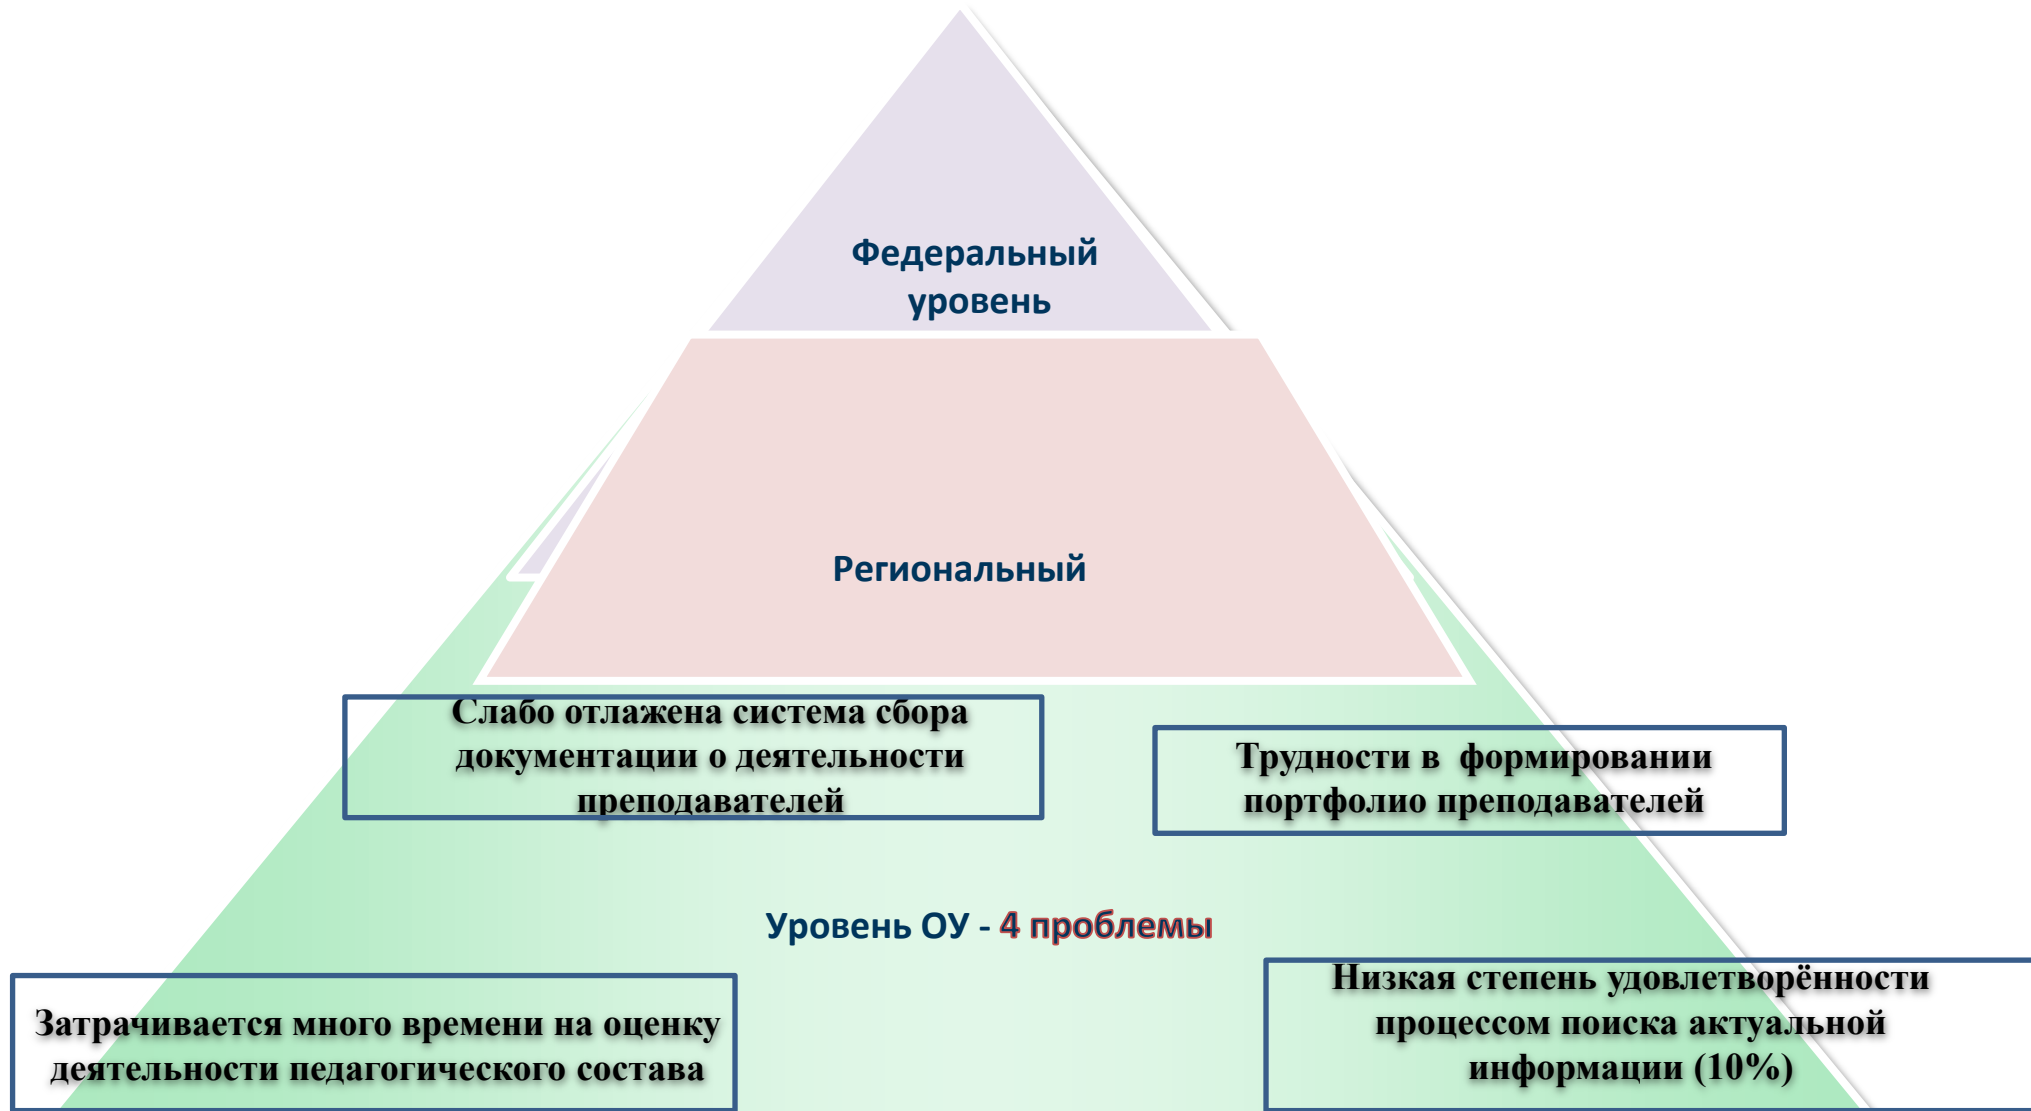 Федеральный
уровень
Региональный
Слабо отлажена система сбора
документации о деятельности
преподавателей
Трудности в формировании
портфолио преподавателей
Уровень ОУ - 4 проблемы
Затрачивается много времени на оценку
деятельности педагогического состава
Низкая степень удовлетворённости
процессом поиска актуальной
информации (10%)